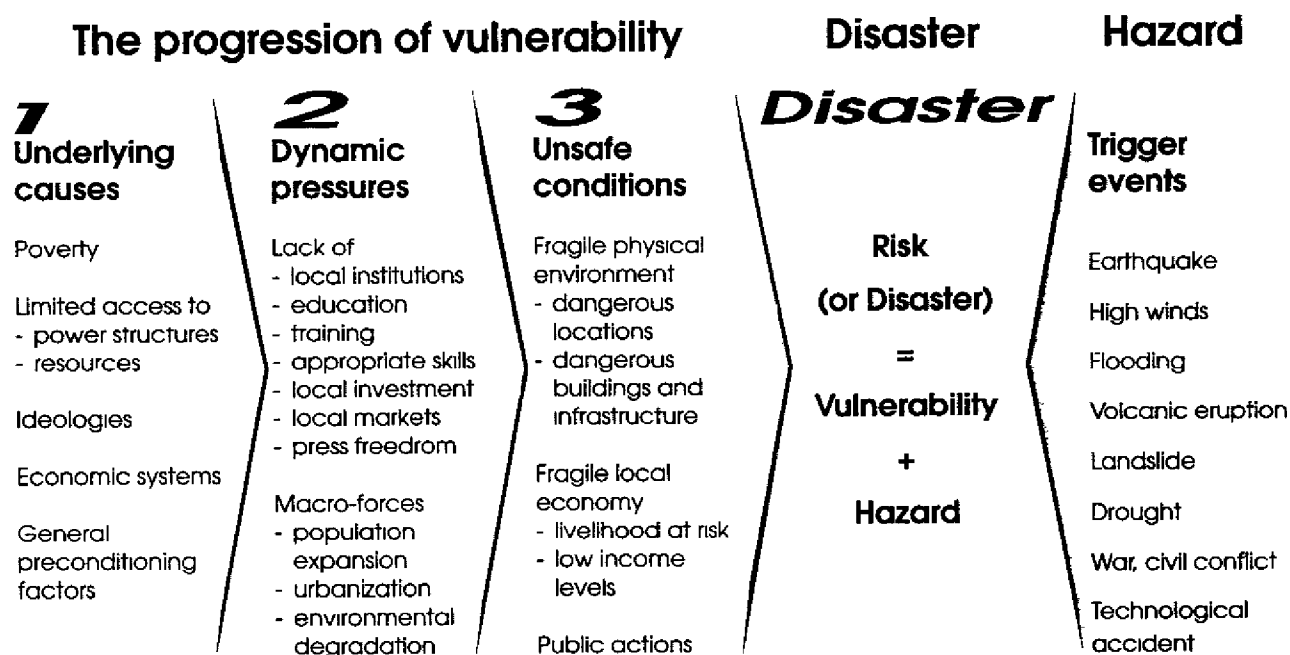 The progression of vulnerability
Disaster
Hazard
1
Underlying
causes
Poverty
Limited access to
- power structures
- resources
Ideologies
Economic systems
General
preconditioning
factors
2
Dynamic
pressures
Lack of
- local institutions
- education
- training
- appropriate skills
- local investment
- local markets
- press freedrom
Macro-forces
- population
expansion
- urbanization
- environmental
degradation
3
Unsafe
conditions
Fragile physical
environment
- dangerous
locations
- dangerous
buildings and
infrastructure
Fragile local
economy
- livelihood at risk
- low income
levels
Public actions
Disaster
Risk
(or Disaster)
=
Vulnerability
+
Hazard
Trigger
events
Earthquake
High winds
Flooding
Volcanic eruption
Landslide
Drought
War, civil conflict
Technological
accident